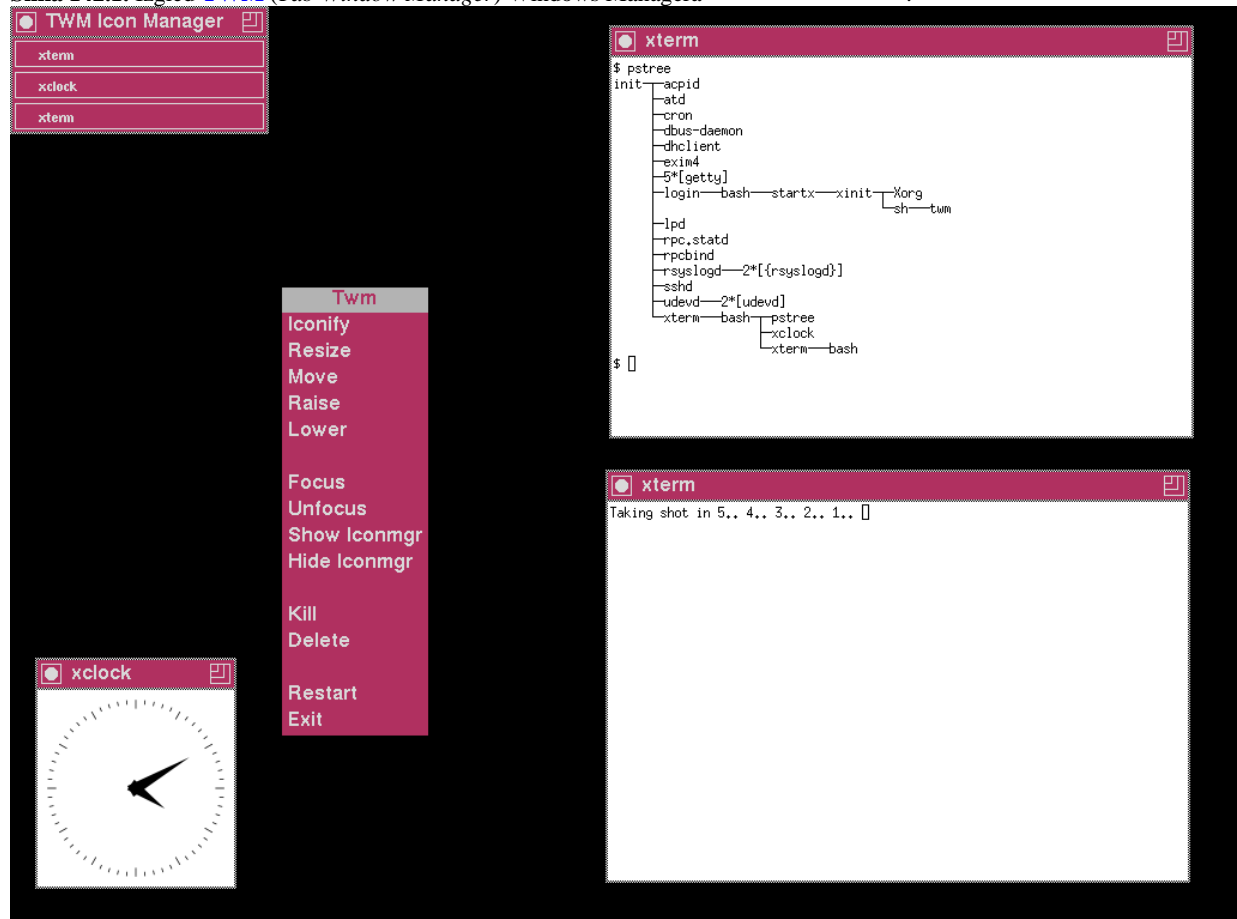 TWM Icon Manager
xterm
xclock
xterm
xterm
$ pstree
init─┬─acpid
├─atd
├─cron
├─dbus-daemon
├─dhclient
├─exim4
├─5*[getty]
├─login───bash───startx───xinit─┬─Xorg
└─sh───twm
├─lpd
├─rpc.statd
├─rpcbind
├─rsyslogd───2*[{rsyslogd}]
├─sshd
├─udevd───2*[udevd]
└─xterm───bash─┬─pstree
├─xclock
└─xterm───bash
$
Twm
Iconify
Resize
Move
Raise
Lower
Focus
Unfocus
Show Iconmgr
Hide Iconmgr
Kill
Delete
Restart
Exit
xterm
Taking shot in 5.. 4.. 3.. 2.. 1..
xclock